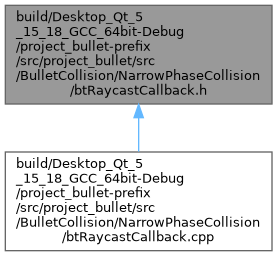 build/Desktop_Qt_5
_15_18_GCC_64bit-Debug
/project_bullet-prefix
/src/project_bullet/src
/BulletCollision/NarrowPhaseCollision
/btRaycastCallback.h
build/Desktop_Qt_5
_15_18_GCC_64bit-Debug
/project_bullet-prefix
/src/project_bullet/src
/BulletCollision/NarrowPhaseCollision
/btRaycastCallback.cpp